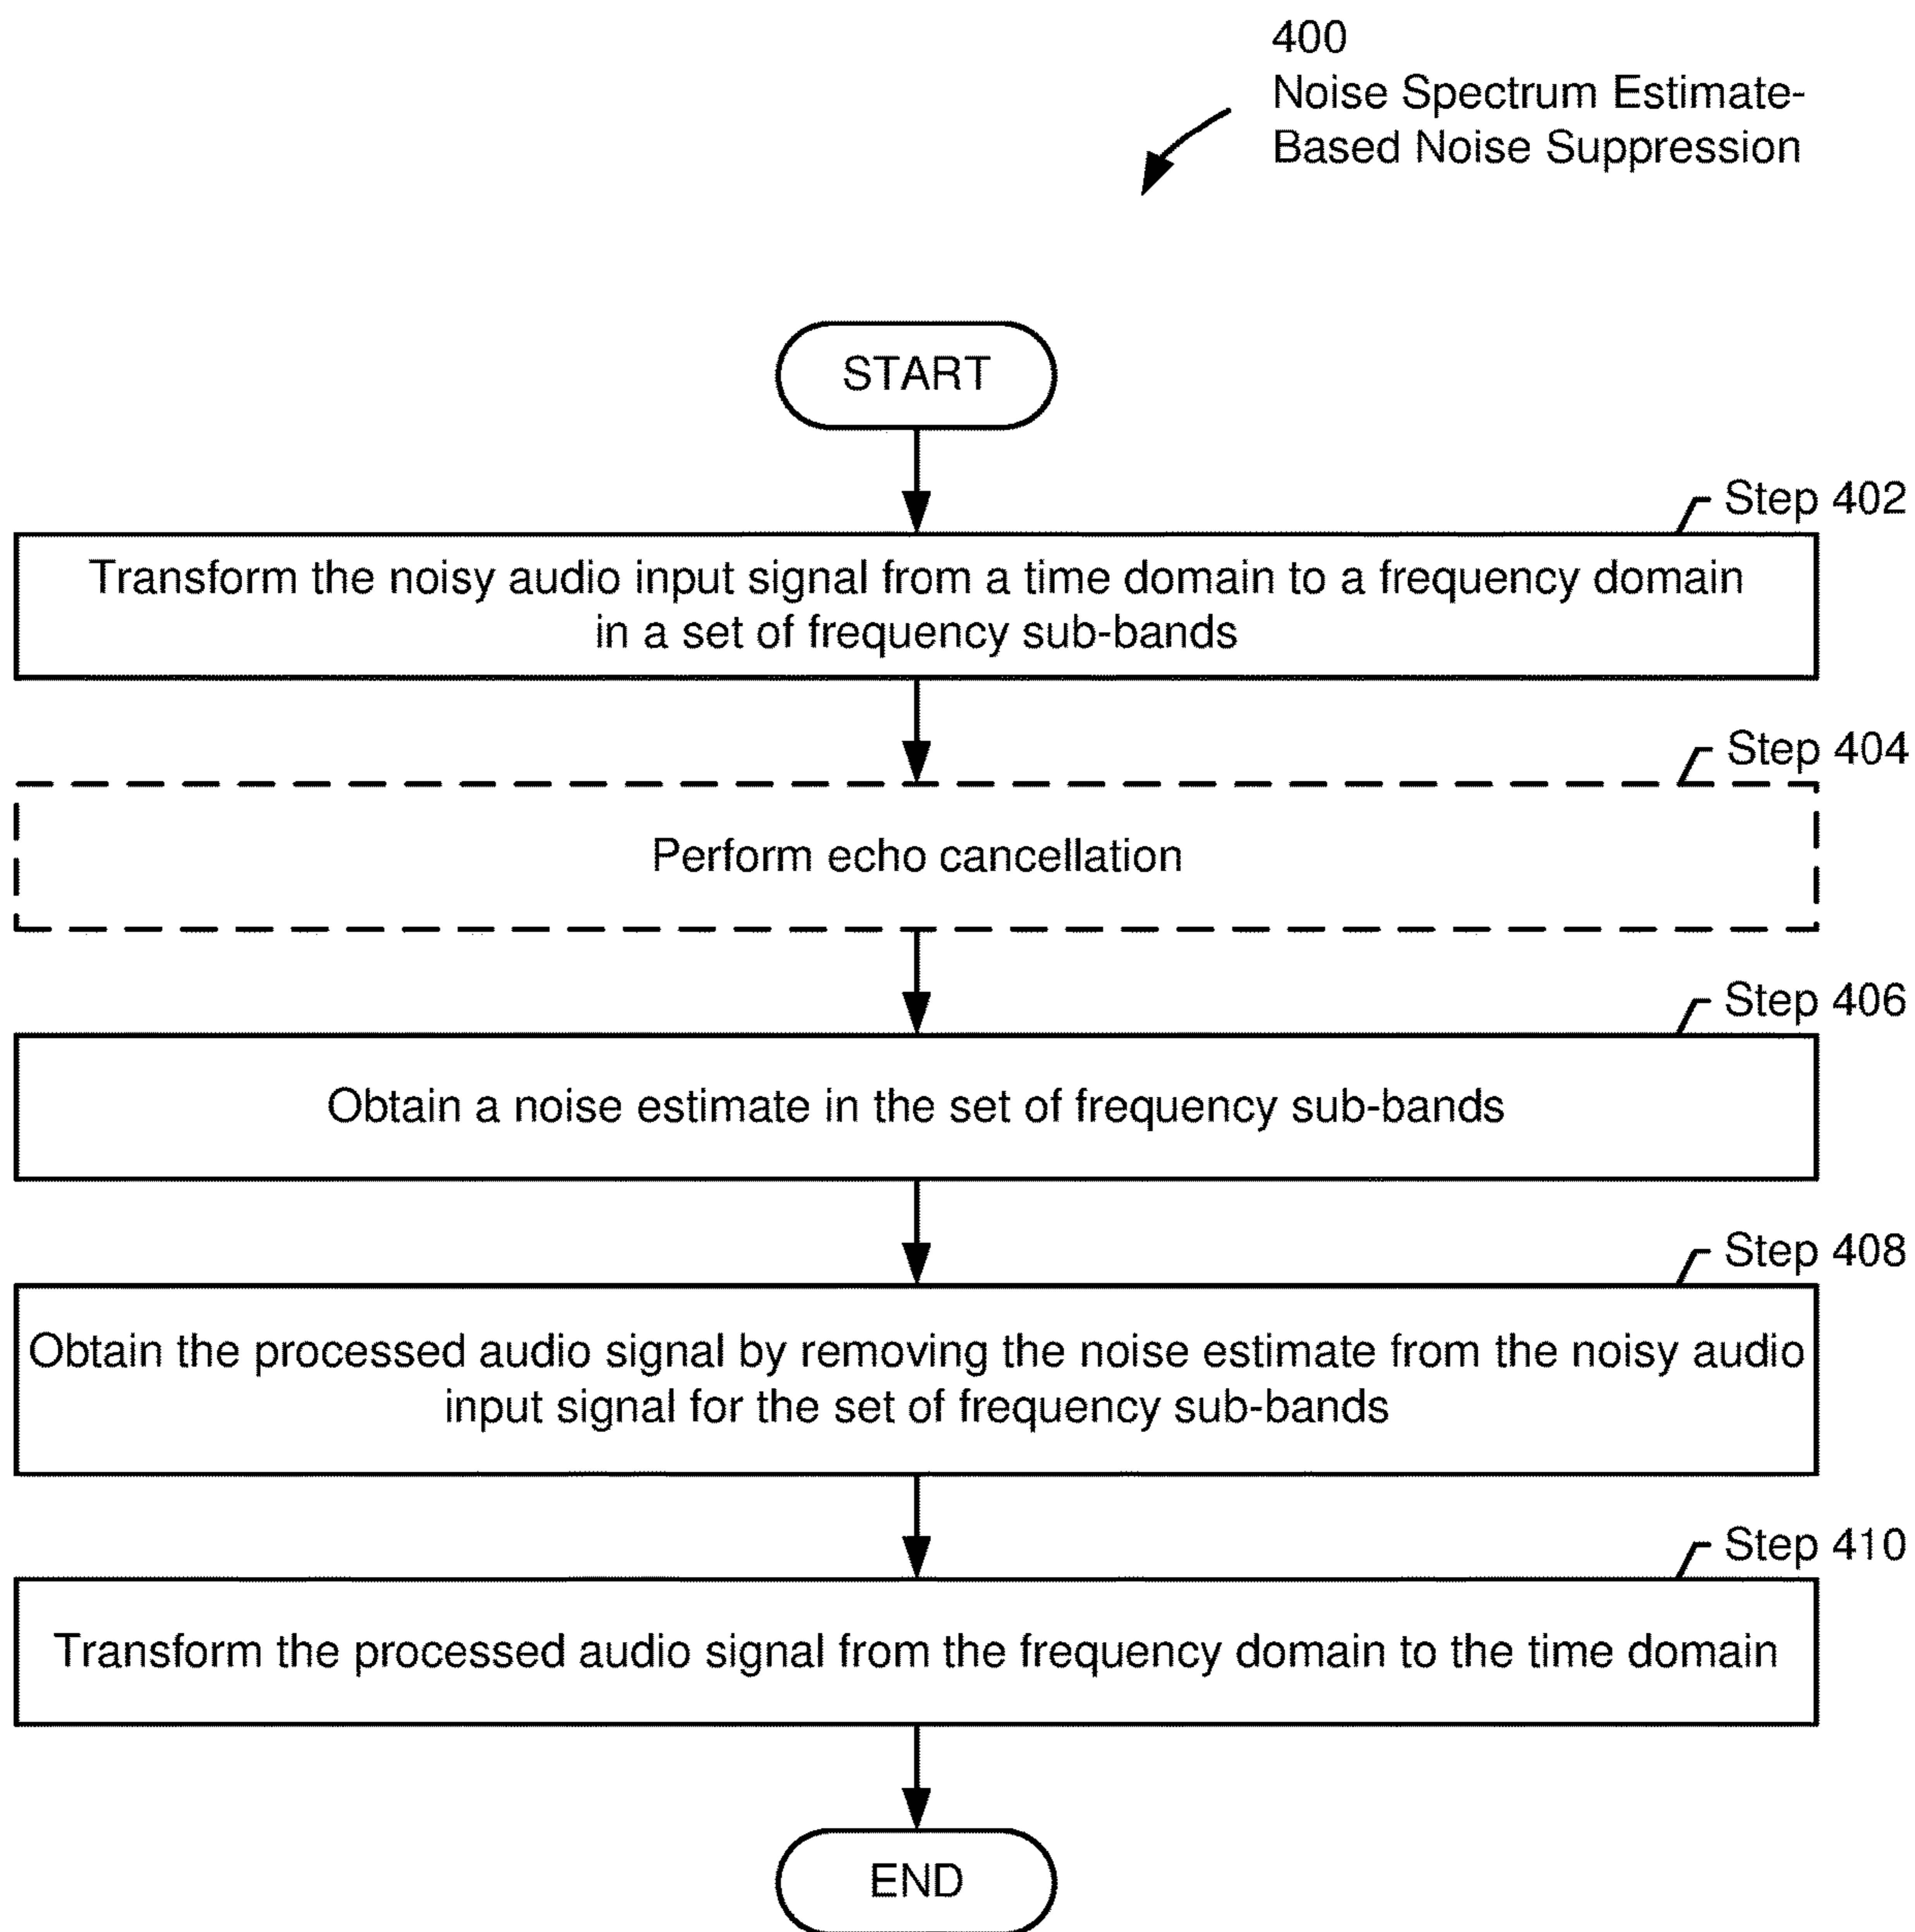 400
Noise Spectrum Estimate-
Based Noise Suppression
START
Step 402
Transform the noisy audio input signal from a time domain to a frequency domain
in a set of frequency sub-bands
Step 404
Perform echo cancellation
Step 406
Obtain a noise estimate in the set of frequency sub-bands
Step 408
Obtain the processed audio signal by removing the noise estimate from the noisy audio
input signal for the set of frequency sub-bands
Step 410
Transform the processed audio signal from the frequency domain to the time domain
END